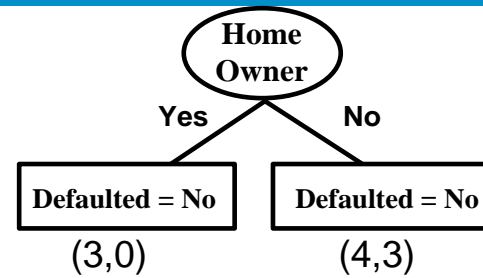 Home
Owner
Yes No
Defaulted = No Defaulted = No
(3,0) (4,3)